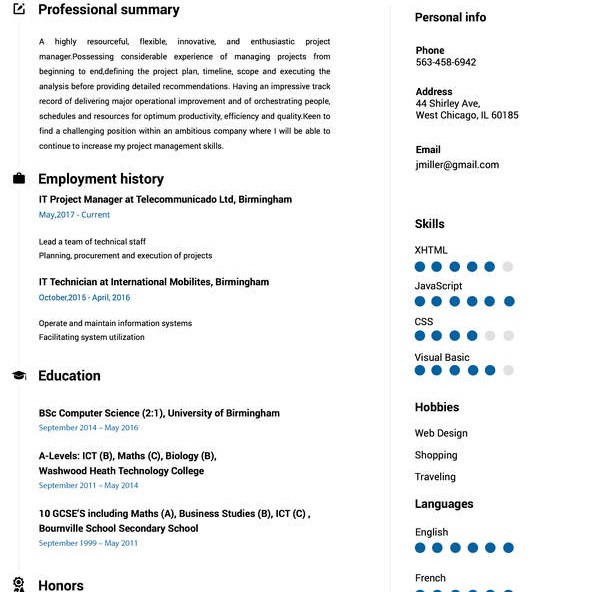 Professional summary
A highly resourceful, flexible, innovative, and enthusiastic project
manager.Possessing considerable experience of managing projects from
beginning to end,defining the project plan, timeline, scope and executing the
analysis before providing detailed recommendations. Having an impressive track
record of delivering major operational improvement and of orchestrating people,
schedules and resources for optimum productivity, efficiency and quality.Keen to
find a challenging position within an ambitious company where I will be able to
continue to increase my project management skills.
Employment history
IT Project Manager at Telecommunicado Ltd, Birmingham
May,2017 - Current
Lead a team of technical staff
Planning, procurement and execution of projects
IT Technician at International Mobilites, Birmingham
October,2015 - April, 2016
Operate and maintain information systems
Facilitating system utilization
Education
BSc Computer Science (2:1), University of Birmingham
September 2014 – May 2016
A-Levels: ICT (B), Maths (C), Biology (B),
Washwood Heath Technology College
September 2011 – May 2014
10 GCSE'S including Maths (A), Business Studies (B), ICT (C) ,
Bournville School Secondary School
September 1999 – May 2011
Honors
Personal info
Phone
563-458-6942
Address
44 Shirley Ave,
West Chicago, IL 60185
Email
jmiller@gmail.com
Skills
XHTML
JavaScript
CSS
Visual Basic
Hobbies
Web Design
Shopping
Traveling
Languages
English
French